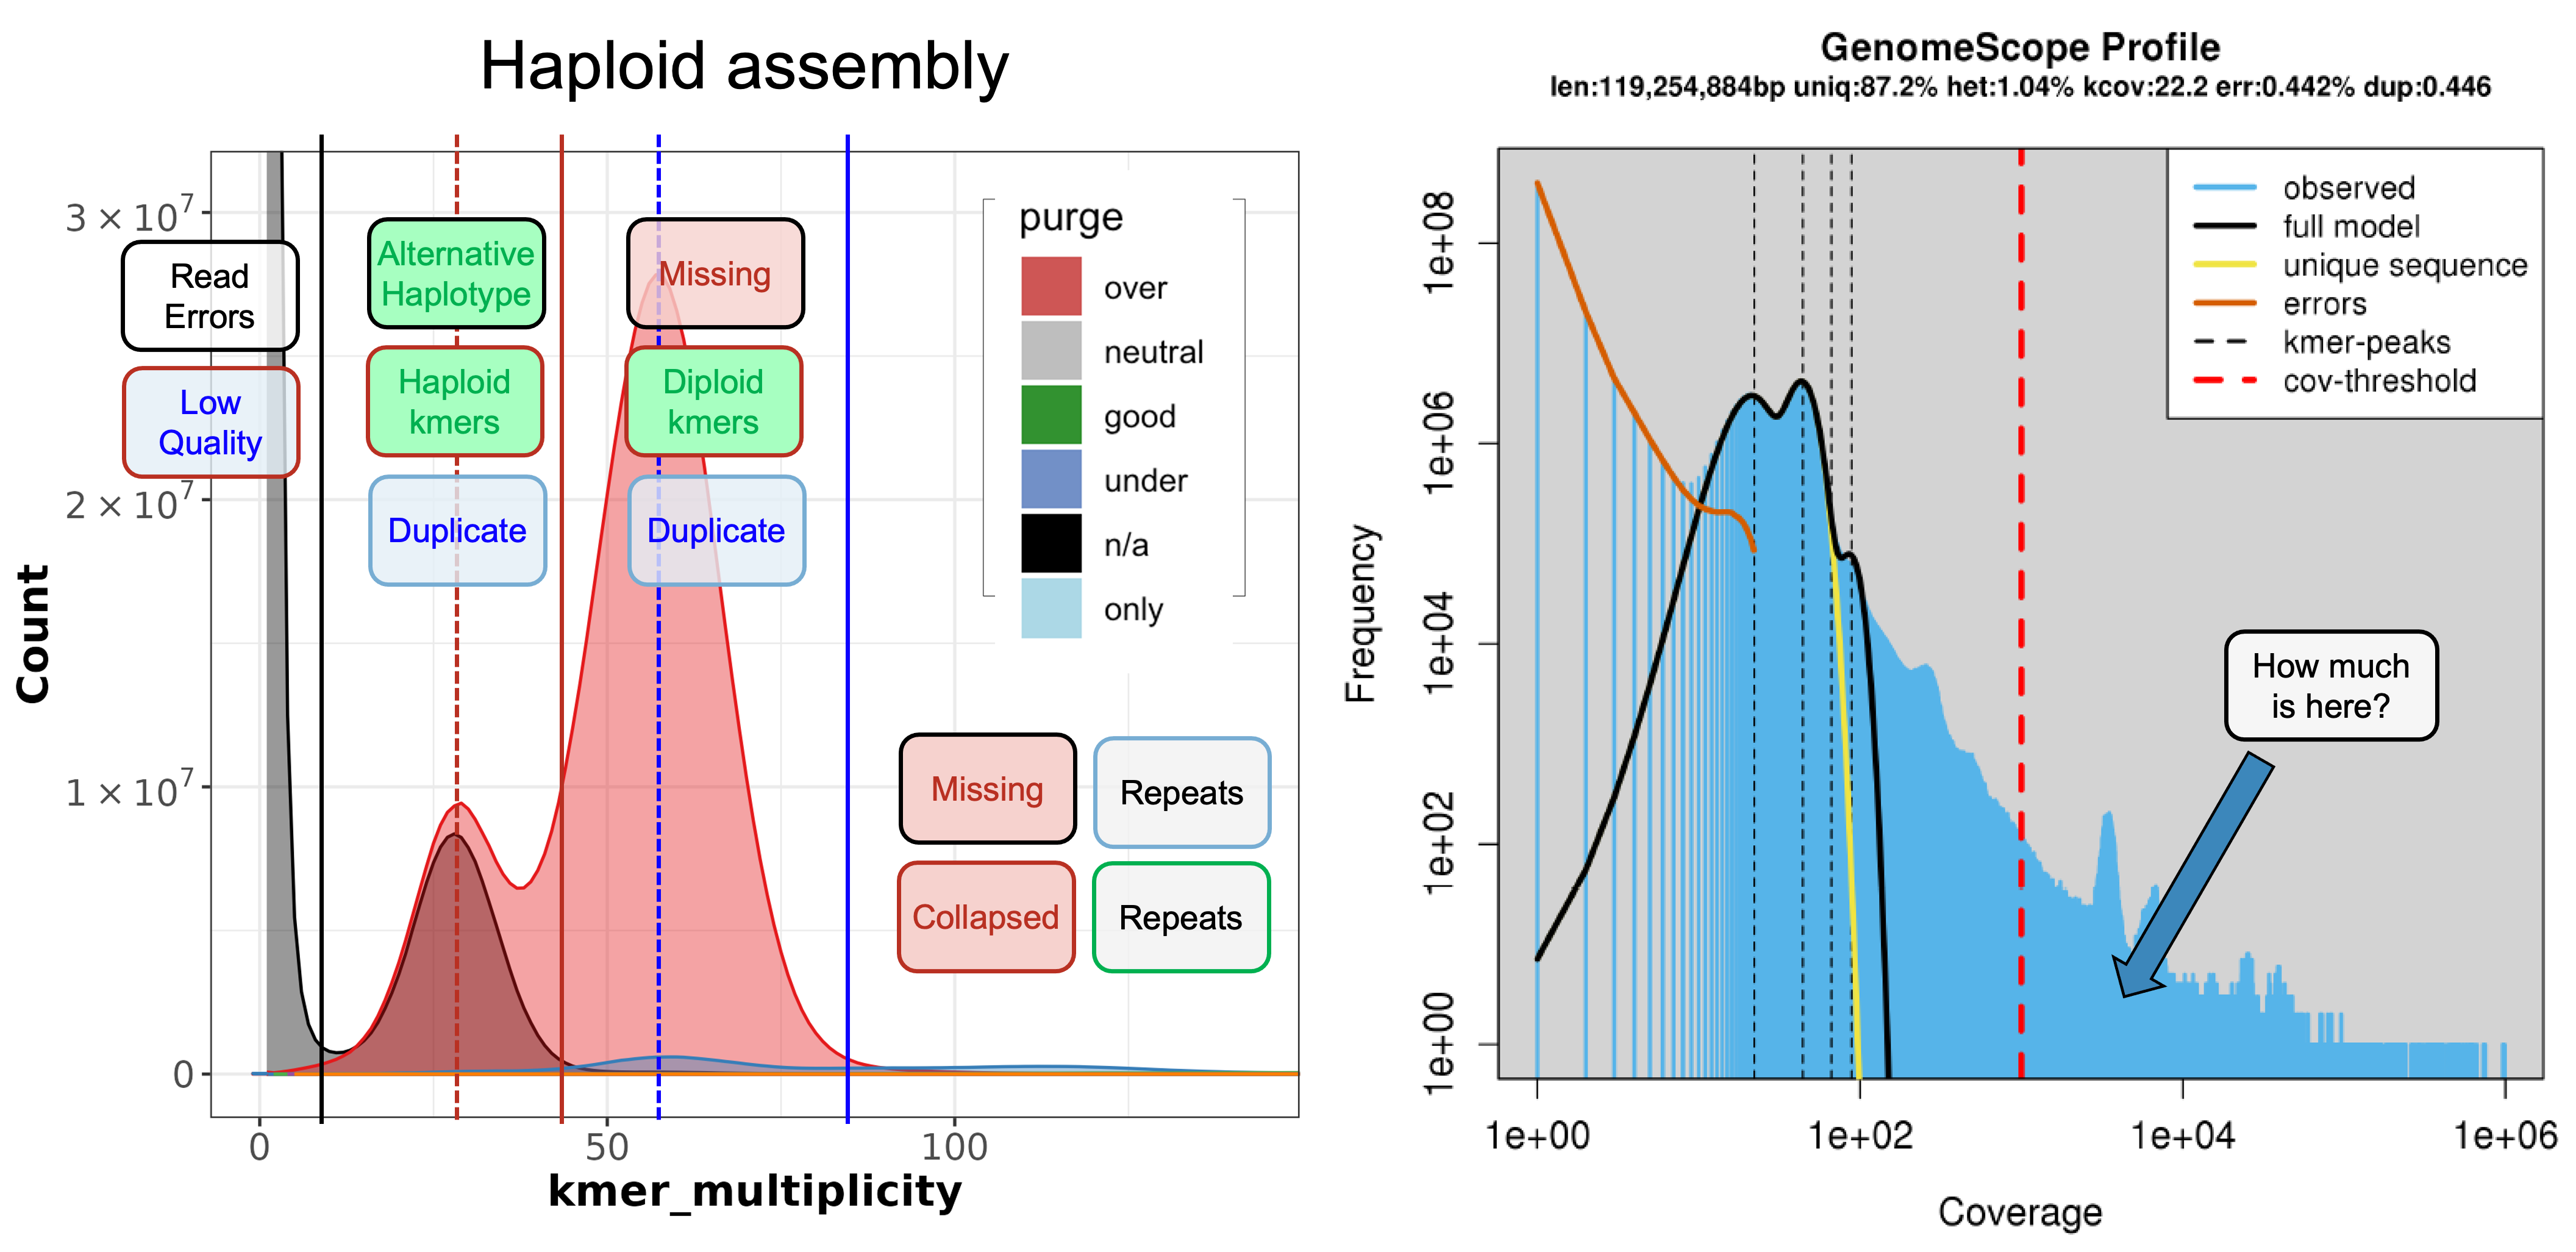 Haploid assembly
3 × 10⁷
2 × 10⁷
1 × 10⁷
0
Count
0
50
100
kmer_multiplicity
Read
Errors
Low
Quality
Alternative
Haplotype
Haploid
kmers
Duplicate
Missing
Diploid
kmers
Duplicate
purge
over
neutral
good
under
n/a
only
Missing
Repeats
Collapsed
Repeats
GenomeScope Profile
len:119,254,884bp uniq:87.2% het:1.04% kcov:22.2 err:0.442% dup:0.446
observed
full model
unique sequence
errors
kmer-peaks
cov-threshold
How much
is here?
Frequency
1e+08
1e+06
1e+04
1e+02
1e+00
1e+00
1e+02
1e+04
1e+06
Coverage